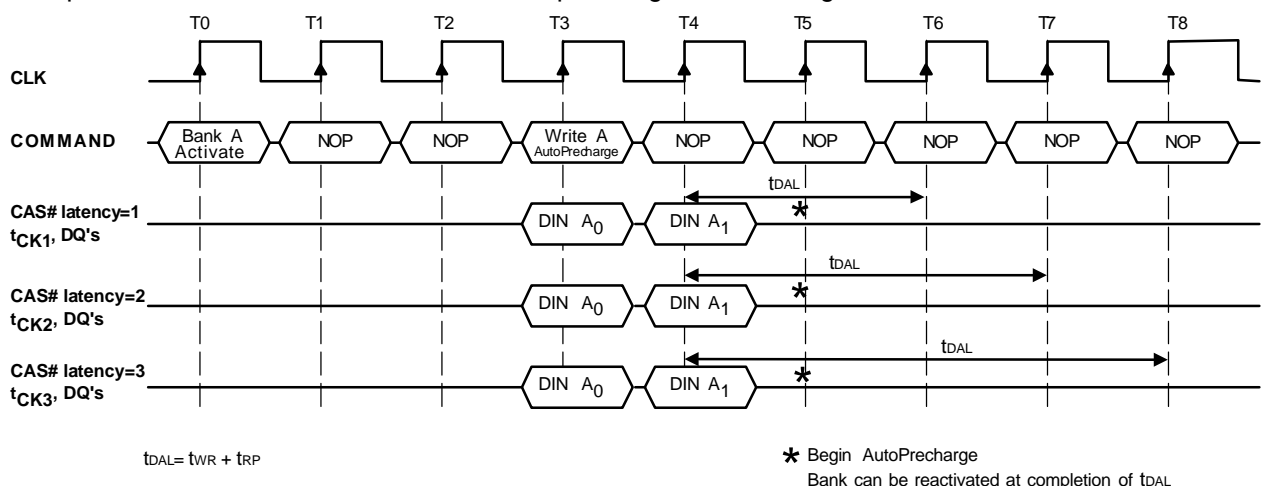 T0 T1 T2 T3 T4 T5 T6 T7 T8
CLK
COMMAND
Bank A Activate
NOP
NOP
Write A AutoPrecharge
NOP
NOP
NOP
NOP
NOP
tDAL
CAS# latency=1
tCK1, DQ's
DIN A0
DIN A1
*
tDAL
CAS# latency=2
tCK2, DQ's
DIN A0
DIN A1
*
tDAL
CAS# latency=3
tCK3, DQ's
DIN A0
DIN A1
*
tDAL= tWR + tRP
* Begin AutoPrecharge
Bank can be reactivated at completion of tDAL